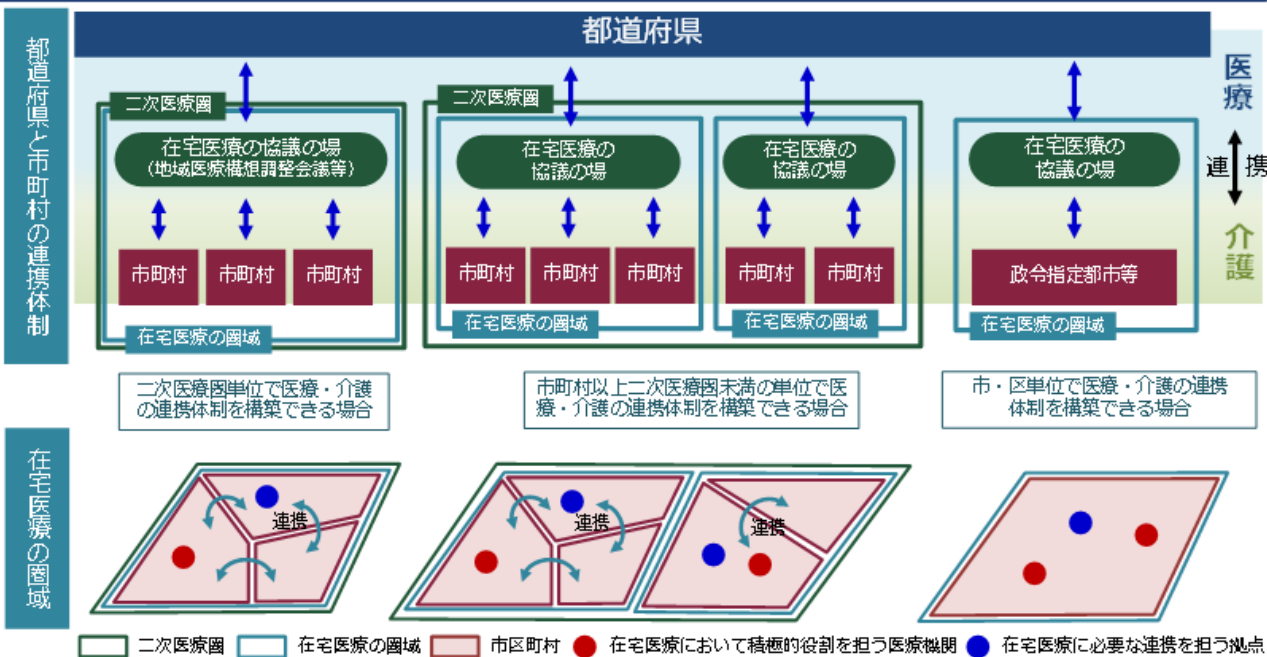 都道府県と市町村の連携体制
都道府県
医療
連携
介護
二次医療圏
在宅医療の協議の場
(地域医療構想調整会議等)
市町村
市町村
市町村
在宅医療の圏域
二次医療圏
在宅医療の
協議の場
市町村
市町村
市町村
在宅医療の圏域
在宅医療の
協議の場
市町村
市町村
在宅医療の圏域
在宅医療の
協議の場
政令指定都市等
在宅医療の圏域
二次医療圏単位で医療・介護
の連携体制を構築できる場合
市町村以上二次医療圏未満の単位で医
療・介護の連携体制を構築できる場合
市・区単位で医療・介護の連携
体制を構築できる場合
在宅医療の圏域
連携
連携
連携
二次医療圏
在宅医療の圏域
市区町村
在宅医療において積極的役割を担う医療機関
在宅医療に必要な連携を担う拠点